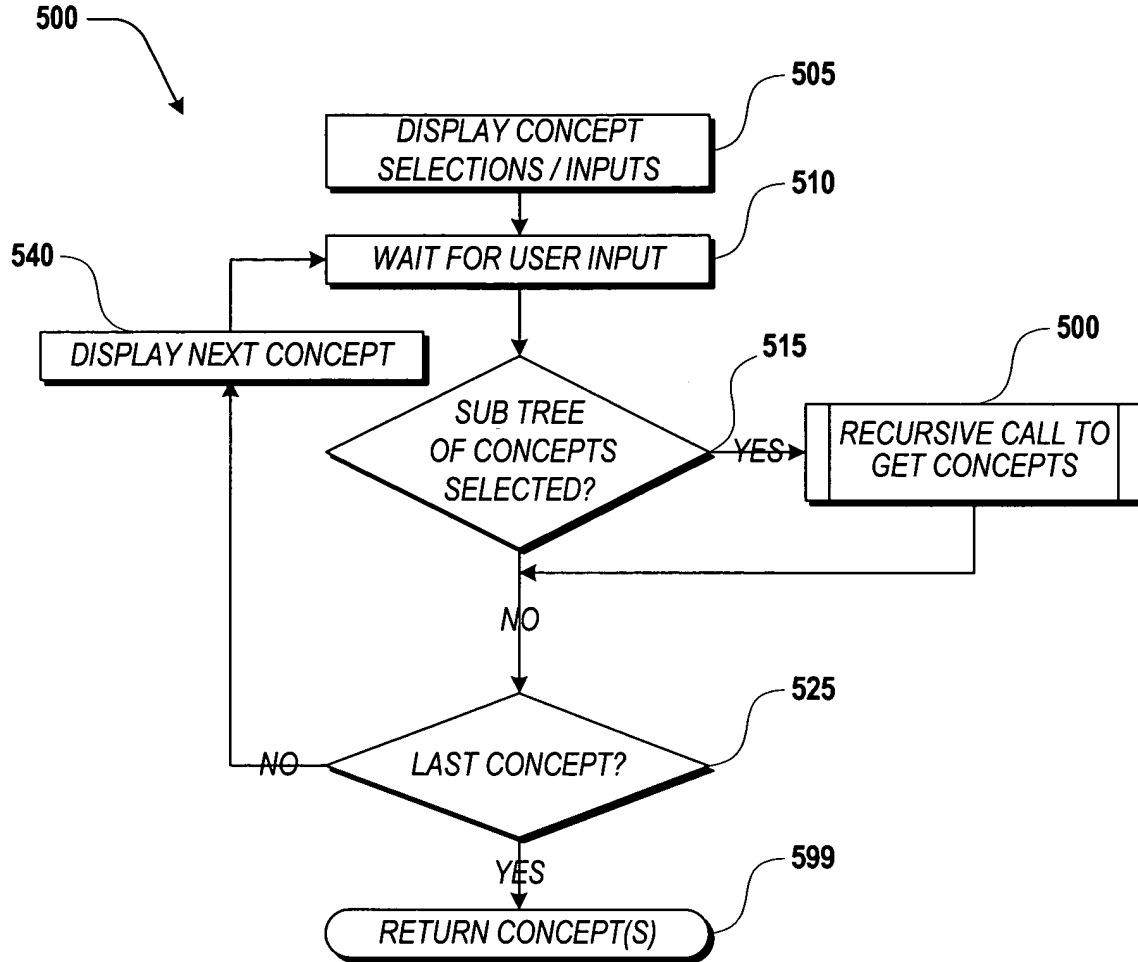 500
505
DISPLAY CONCEPT
SELECTIONS / INPUTS
510
WAIT FOR USER INPUT
540
DISPLAY NEXT CONCEPT
515
SUB TREE
OF CONCEPTS
SELECTED?
YES
500
RECURSIVE CALL TO
GET CONCEPTS
NO
525
LAST CONCEPT?
NO
YES
599
RETURN CONCEPT(S)